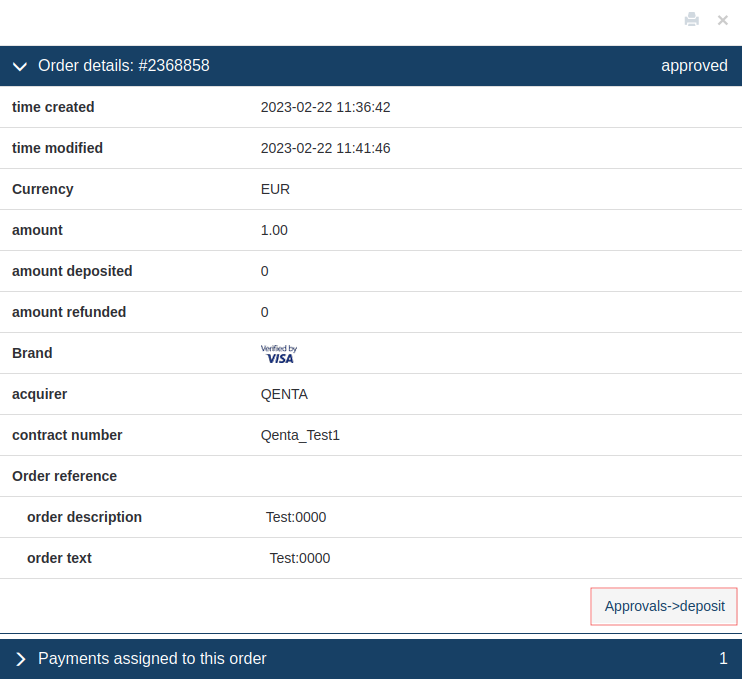 Order details: #2368858 approved
time created 2023-02-22 11:36:42
time modified 2023-02-22 11:41:46
Currency EUR
amount 1.00
amount deposited 0
amount refunded 0
Brand Verified by VISA
acquirer QENTA
contract number Qenta_Test1
Order reference
order description Test:0000
order text Test:0000
Approvals->deposit
Payments assigned to this order 1